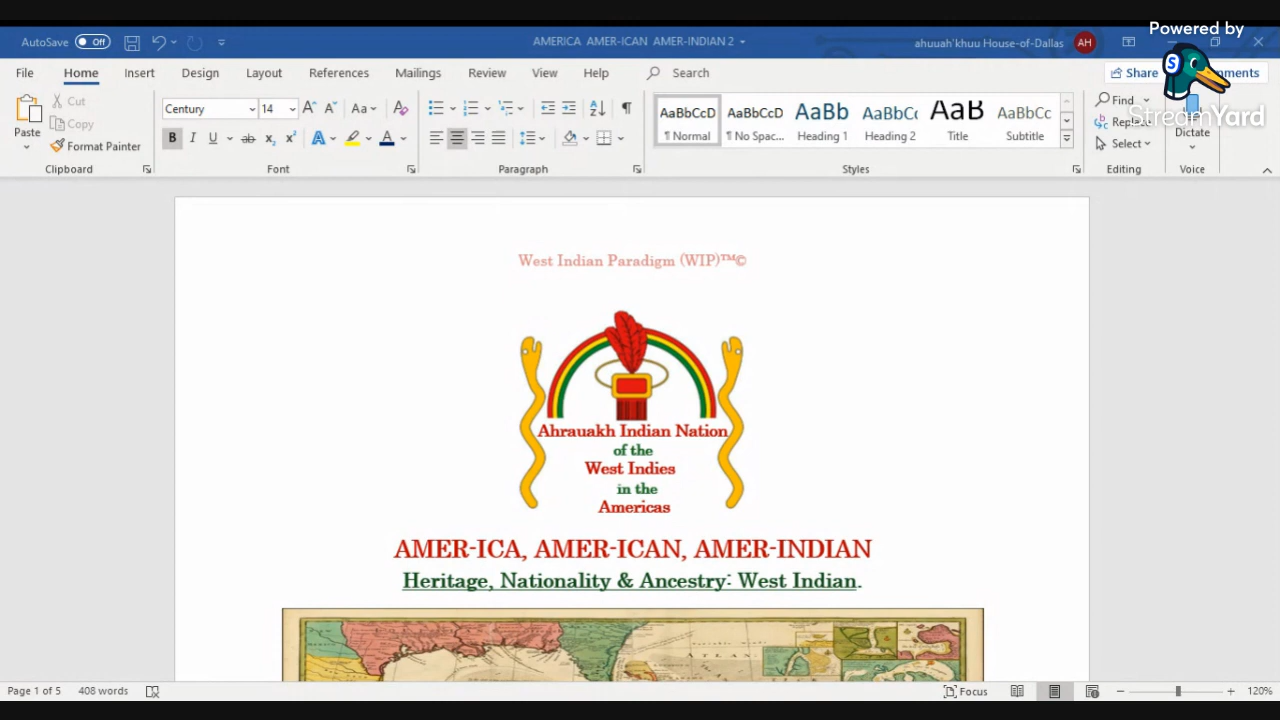 Powered by
StreamYard
AutoSave Off
AMERICA AMER-ICAN AMER-INDIAN 2
ahuuah'khuu House-of-Dallas AH
File Home Insert Design Layout References Mailings Review View Help Search
Share
Paste
Cut
Copy
Format Painter
Clipboard
Century 14
Aa
B I U ab x₂ x² A A
Font
Paragraph
AaBbCcD AaBbCcD AaBb AaBbCc AaB AaBbCc
¶ Normal ¶ No Spac... Heading 1 Heading 2 Title Subtitle
Styles
Find
Select
Editing
Dictate
Voice
West Indian Paradigm (WIP)™©
Ahrauakh Indian Nation
of the
West Indies
in the
Americas
AMER-ICA, AMER-ICAN, AMER-INDIAN
Heritage, Nationality & Ancestry: West Indian.
Page 1 of 5 408 words
Focus
120%